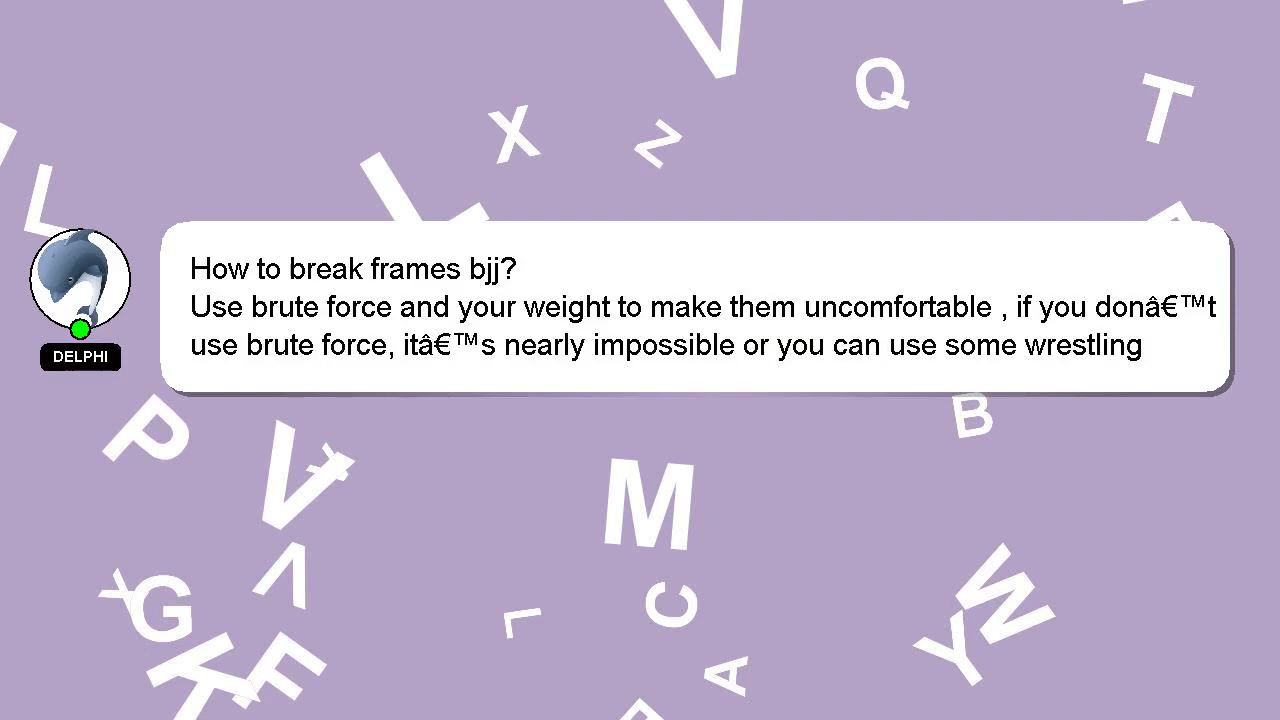 V
Q
T
X
Z
L
How to break frames bjj?
Use brute force and your weight to make them uncomfortable , if you donâ€™t
use brute force, itâ€™s nearly impossible or you can use some wrestling
DELPHI
B
P
V
M
V
G
C
W
L
Y
K
F
A